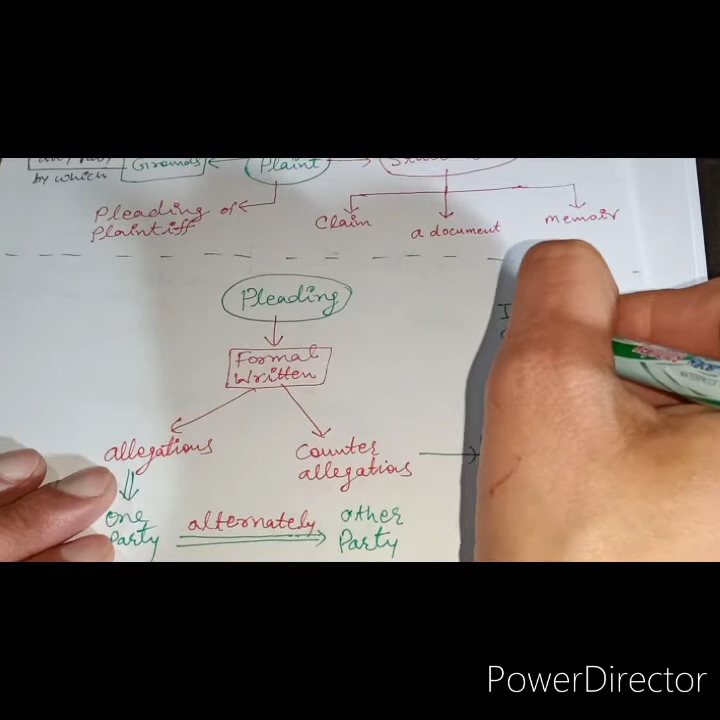 Grounds
Plaint
by which
Pleading of
Plaintiff
Claim
a document
memoir
Pleading
Formal
Written
allegations
Counter
allegations
one
Party
alternately
other
Party
PowerDirector